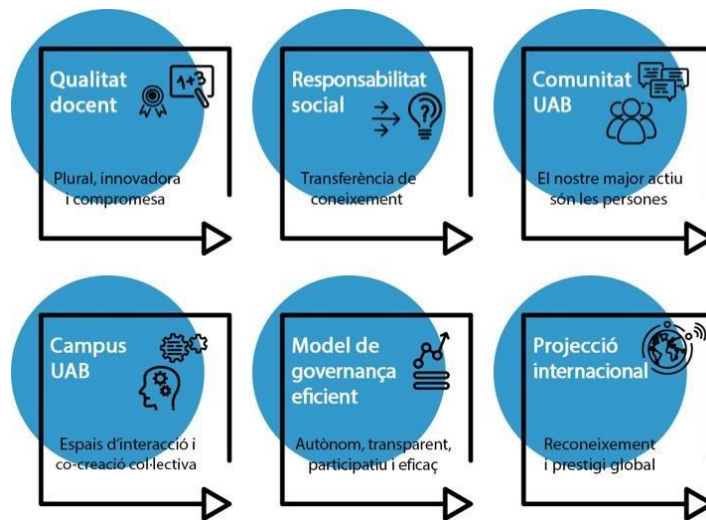 Qualitat
docent
1+3
Plural, innovadora
i compromesa
Responsabilitat
social
?
Transferència de
coneixement
Comunitat
UAB
El nostre major actiu
són les persones
Campus
UAB
Espais d'interacció i
co-creació col·lectiva
Model de
governança
eficient
Autònom, transparent,
participatiu i eficaç
Projecció
internacional
Reconeixement
i prestigi global